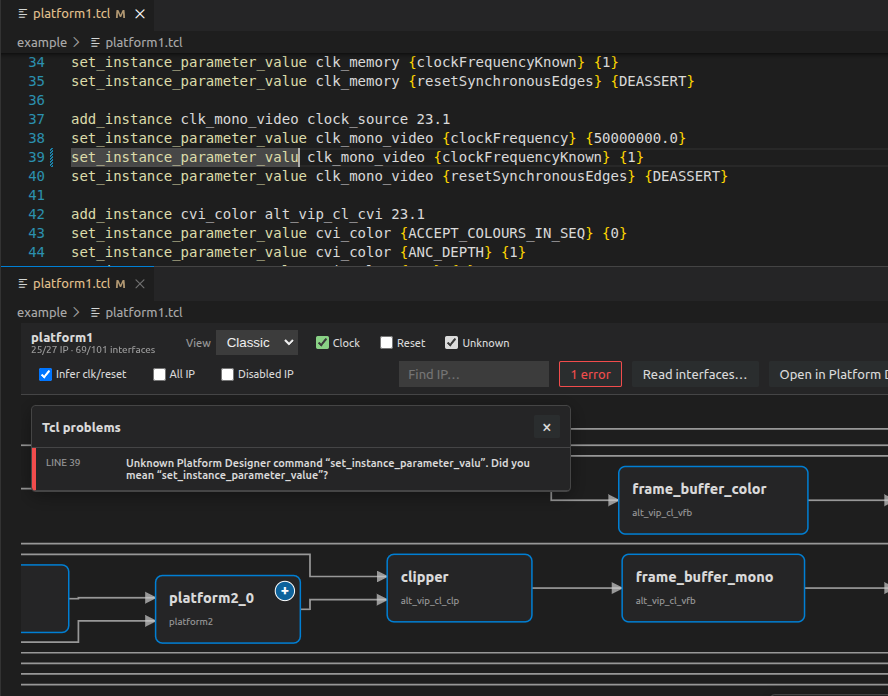 platform1.tcl M ×
example > platform1.tcl
34 set_instance_parameter_value clk_memory {clockFrequencyKnown} {1}
35 set_instance_parameter_value clk_memory {resetSynchronousEdges} {DEASSERT}
36
37 add_instance clk_mono_video clock_source 23.1
38 set_instance_parameter_value clk_mono_video {clockFrequency} {50000000.0}
39 set_instance_parameter_valu clk_mono_video {clockFrequencyKnown} {1}
40 set_instance_parameter_value clk_mono_video {resetSynchronousEdges} {DEASSERT}
41
42 add_instance cvi_color alt_vip_cl_cvi 23.1
43 set_instance_parameter_value cvi_color {ACCEPT_COLOURS_IN_SEQ} {0}
44 set_instance_parameter_value cvi_color {ANC_DEPTH} {1}
platform1.tcl M ×
example > platform1.tcl
platform1
25/27 IP · 69/101 interfaces
View Classic Clock Reset Unknown
Infer clk/reset All IP Disabled IP Find IP... 1 error Read interfaces... Open in Platform D
Tcl problems ×
LINE 39 Unknown Platform Designer command “set_instance_parameter_valu”. Did you
mean “set_instance_parameter_value”?
frame_buffer_color
alt_vip_cl_vfb
platform2_0 +
platform2
clipper
alt_vip_cl_clp
frame_buffer_mono
alt_vip_cl_vfb